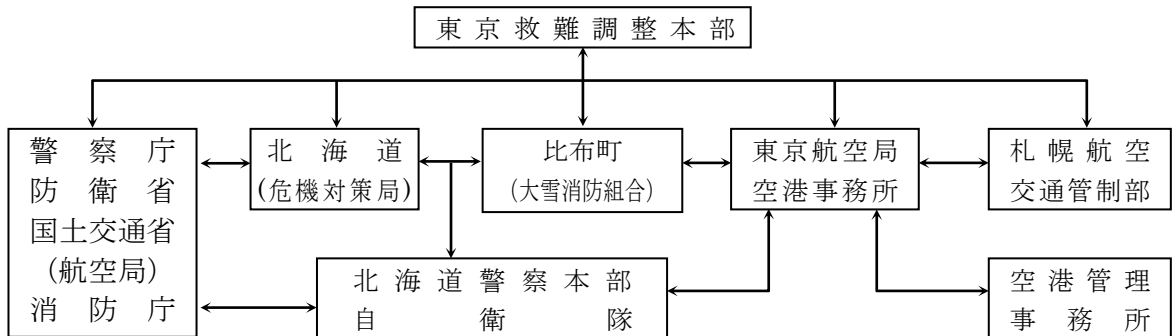 東京救難調整本部
警察庁
防衛省
国土交通省
(航空局)
消防庁
北海道
(危機対策局)
比布町
(大雪消防組合)
東京航空局
空港事務所
札幌航空
交通管制部
北海道警察本部
自衛隊
空港管理
事務所